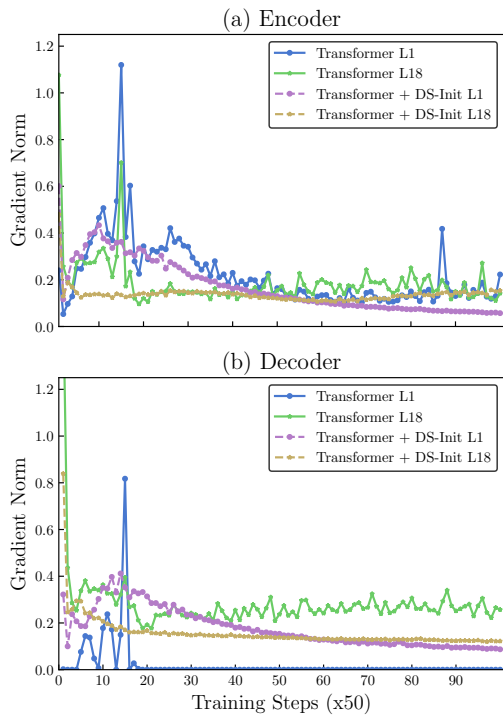 (a) Encoder
1.2
1.0
0.8
0.6
0.4
0.2
0.0
Gradient Norm
Transformer L1
Transformer L18
Transformer + DS-Init L1
Transformer + DS-Init L18
(b) Decoder
1.2
1.0
0.8
0.6
0.4
0.2
0.0
Gradient Norm
Transformer L1
Transformer L18
Transformer + DS-Init L1
Transformer + DS-Init L18
10 20 30 40 50 60 70 80 90
Training Steps (x50)